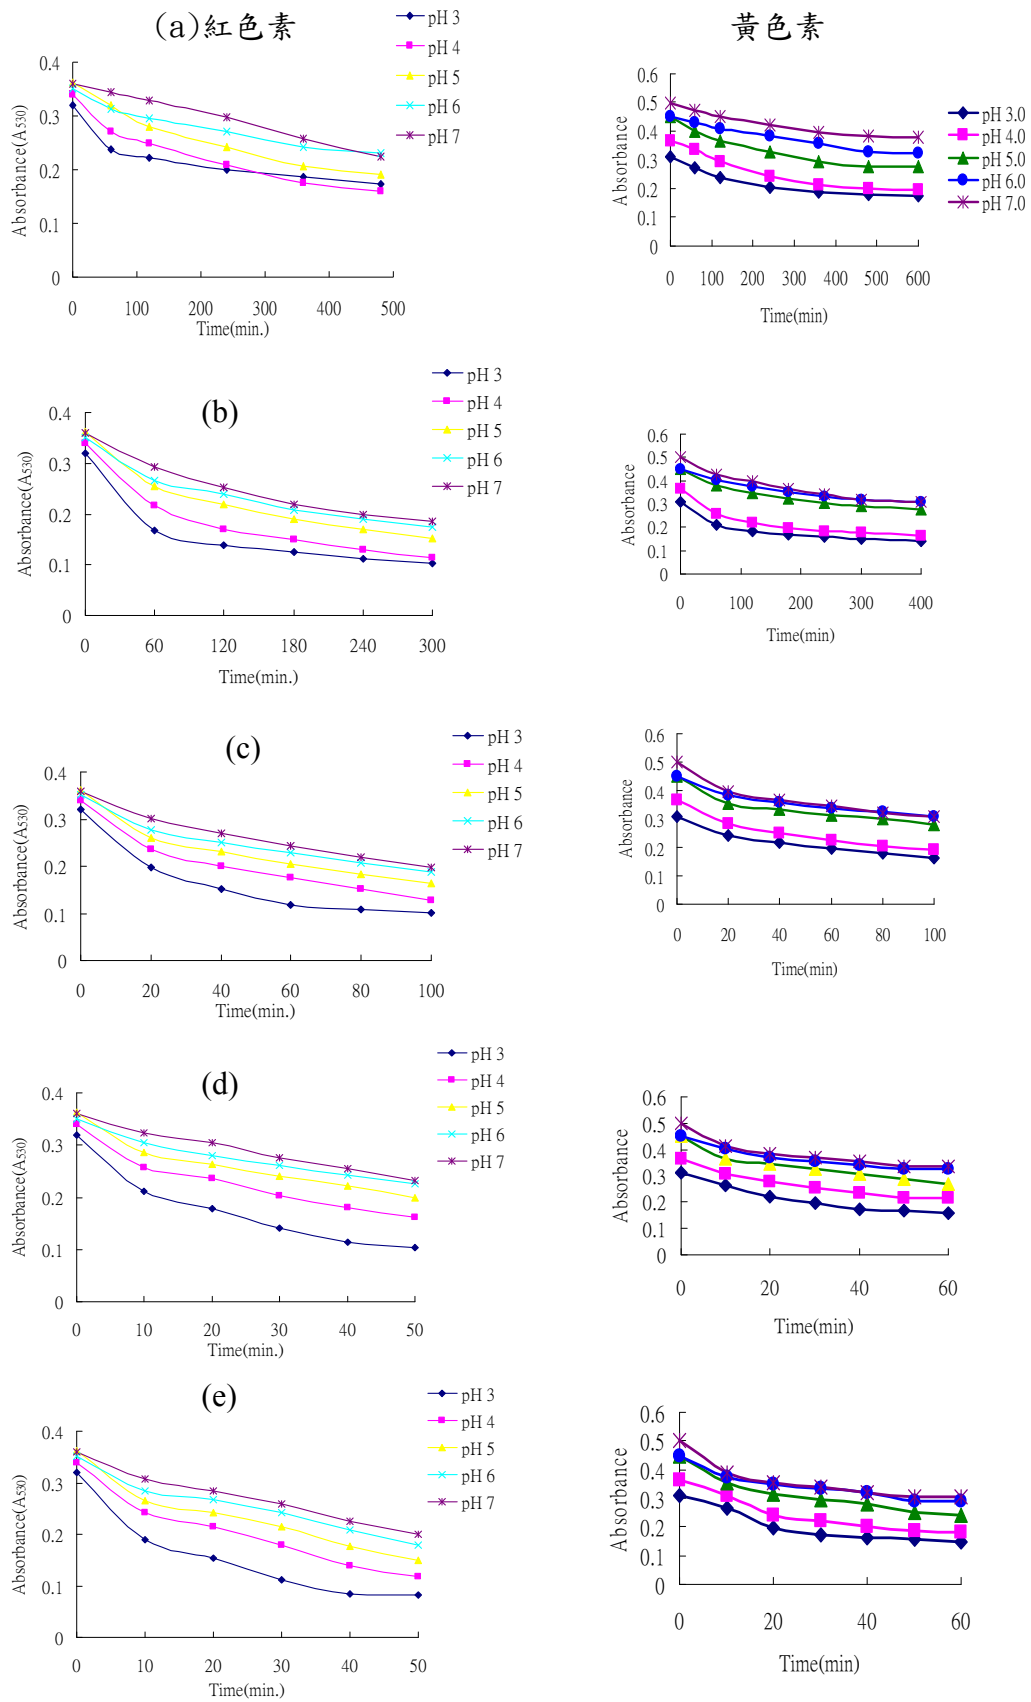 (a)紅色素
黃色素
pH 3
pH 4
pH 5
pH 6
pH 7
Absorbance(A530)
0.4
0.3
0.2
0.1
0
0 100 200 300 400 500
Time(min.)
Absorbance
0.6
0.5
0.4
0.3
0.2
0.1
0
0 100 200 300 400 500 600
Time(min)
pH 3.0
pH 4.0
pH 5.0
pH 6.0
pH 7.0
(b)
pH 3
pH 4
pH 5
pH 6
pH 7
Absorbance(A530)
0.4
0.3
0.2
0.1
0
0 60 120 180 240 300
Time(min.)
Absorbance
0.6
0.5
0.4
0.3
0.2
0.1
0
0 100 200 300 400
Time(min)
(c)
pH 3
pH 4
pH 5
pH 6
pH 7
Absorbance(A530)
0.4
0.3
0.2
0.1
0
0 20 40 60 80 100
Time(min.)
Absorbance
0.6
0.5
0.4
0.3
0.2
0.1
0
0 20 40 60 80 100
Time(min)
(d)
pH 3
pH 4
pH 5
pH 6
pH 7
Absorbance(A530)
0.4
0.3
0.2
0.1
0
0 10 20 30 40 50
Time(min.)
Absorbance
0.6
0.5
0.4
0.3
0.2
0.1
0
0 20 40 60
Time(min)
(e)
pH 3
pH 4
pH 5
pH 6
pH 7
Absorbance(A530)
0.4
0.3
0.2
0.1
0
0 10 20 30 40 50
Time(min.)
Absorbance
0.6
0.5
0.4
0.3
0.2
0.1
0
0 20 40 60
Time(min)